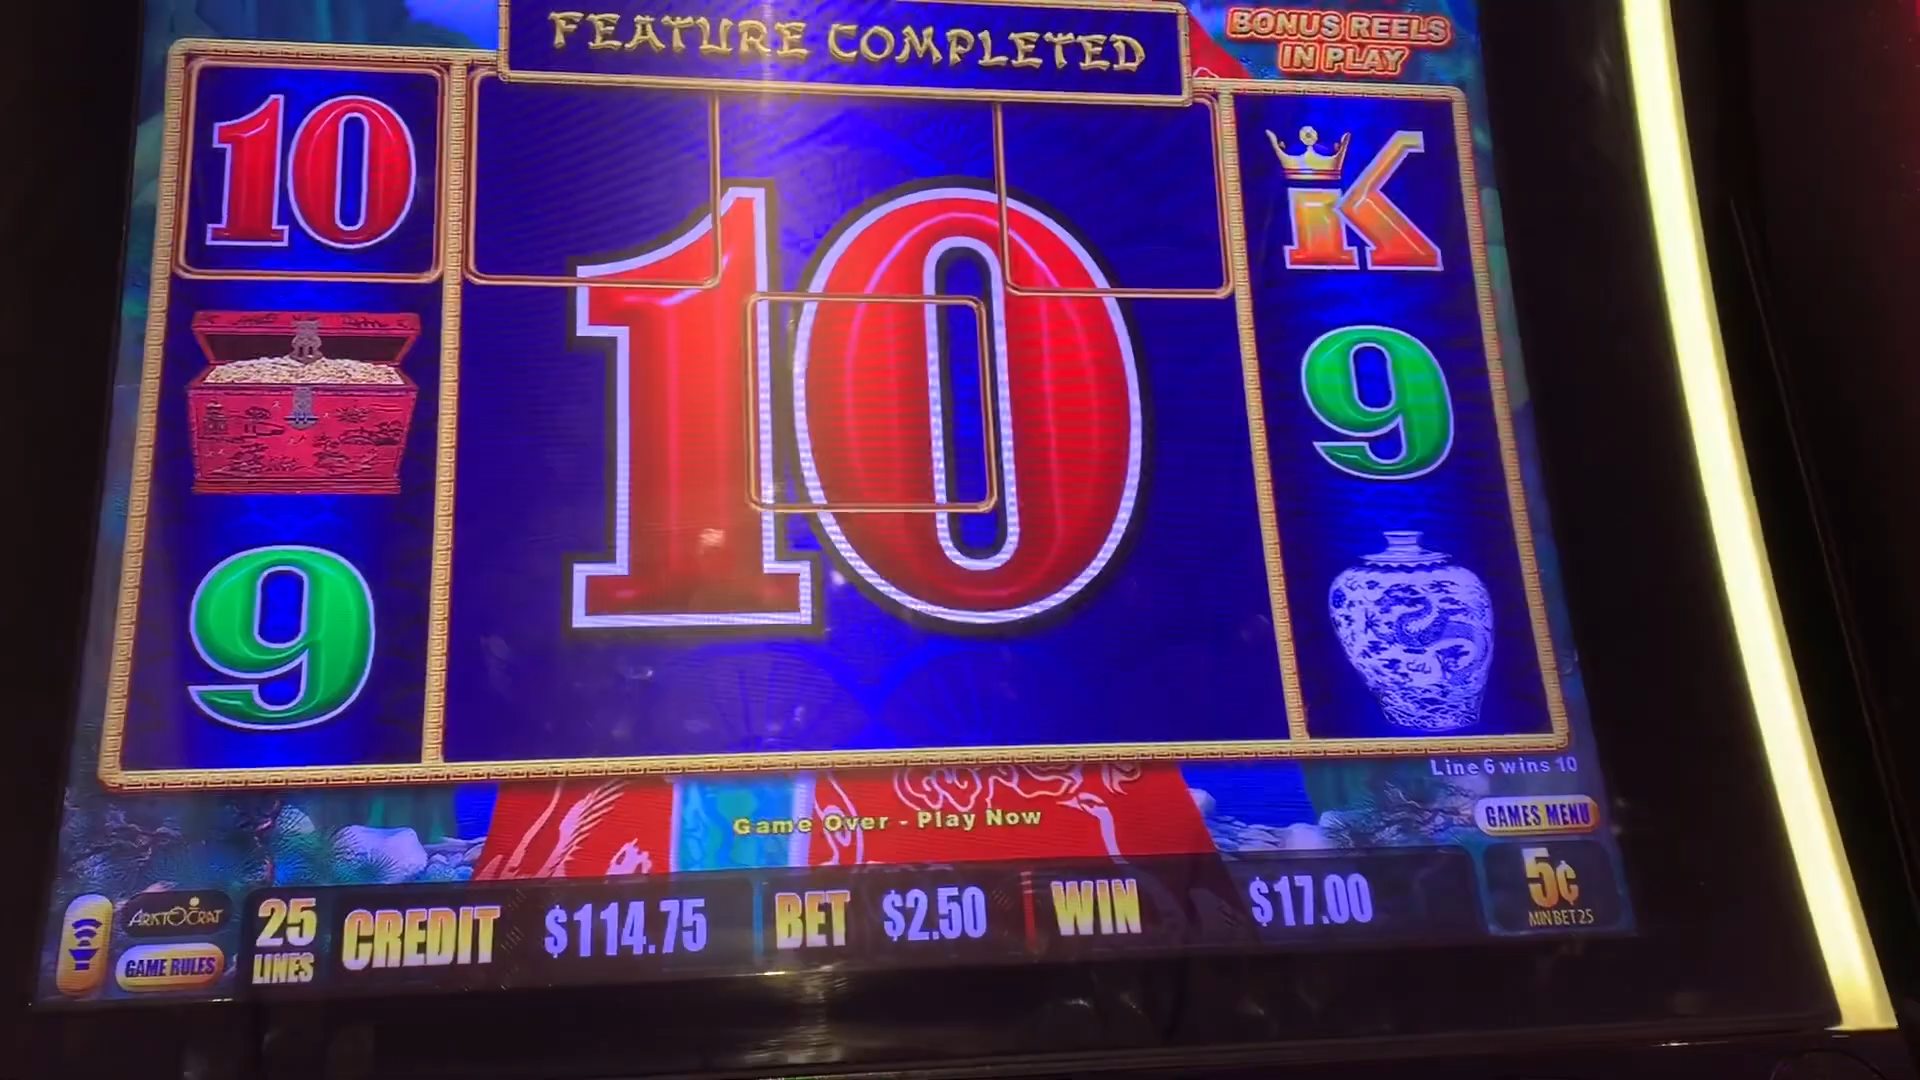 FEATURE COMPLETED
BONUS REELS
IN PLAY
10
10
K
9
9
Line 6 wins 10
Game Over - Play Now
GAMES MENU
ARISTOCRAT
GAME RULES
25
LINES
CREDIT $114.75
BET $2.50
WIN $17.00
5¢
MIN BET 25